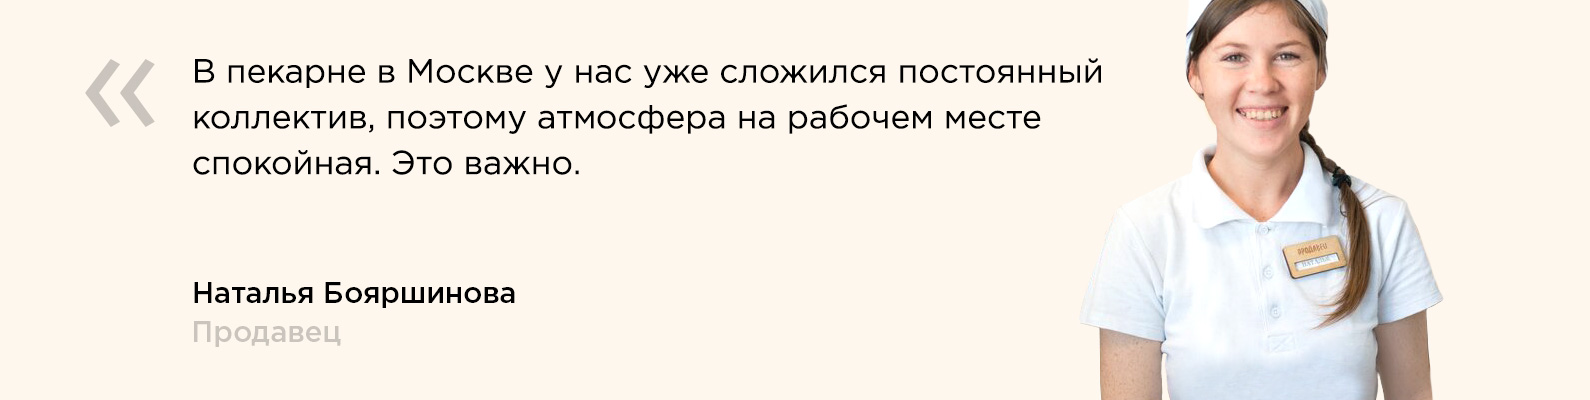 «
В пекарне в Москве у нас уже сложился постоянный
коллектив, поэтому атмосфера на рабочем месте
спокойная. Это важно.
Наталья Бояршинова
Продавец
ПРОДАВЕЦ